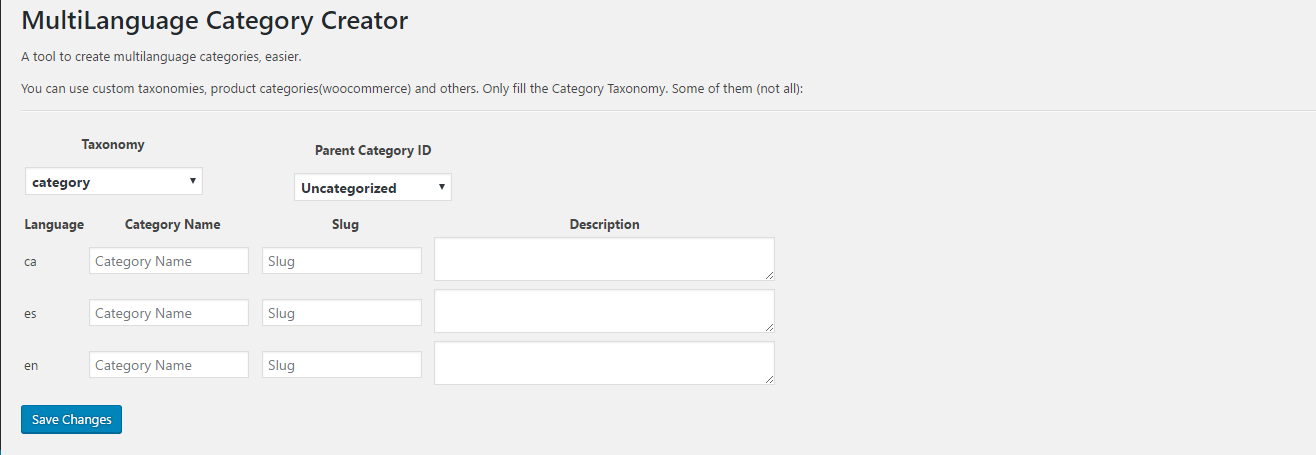 MultiLanguage Category Creator
A tool to create multilanguage categories, easier.
You can use custom taxonomies, product categories(woocommerce) and others. Only fill the Category Taxonomy. Some of them (not all):
Taxonomy Parent Category ID
category Uncategorized
Language Category Name Slug Description
ca Category Name Slug
es Category Name Slug
en Category Name Slug
Save Changes